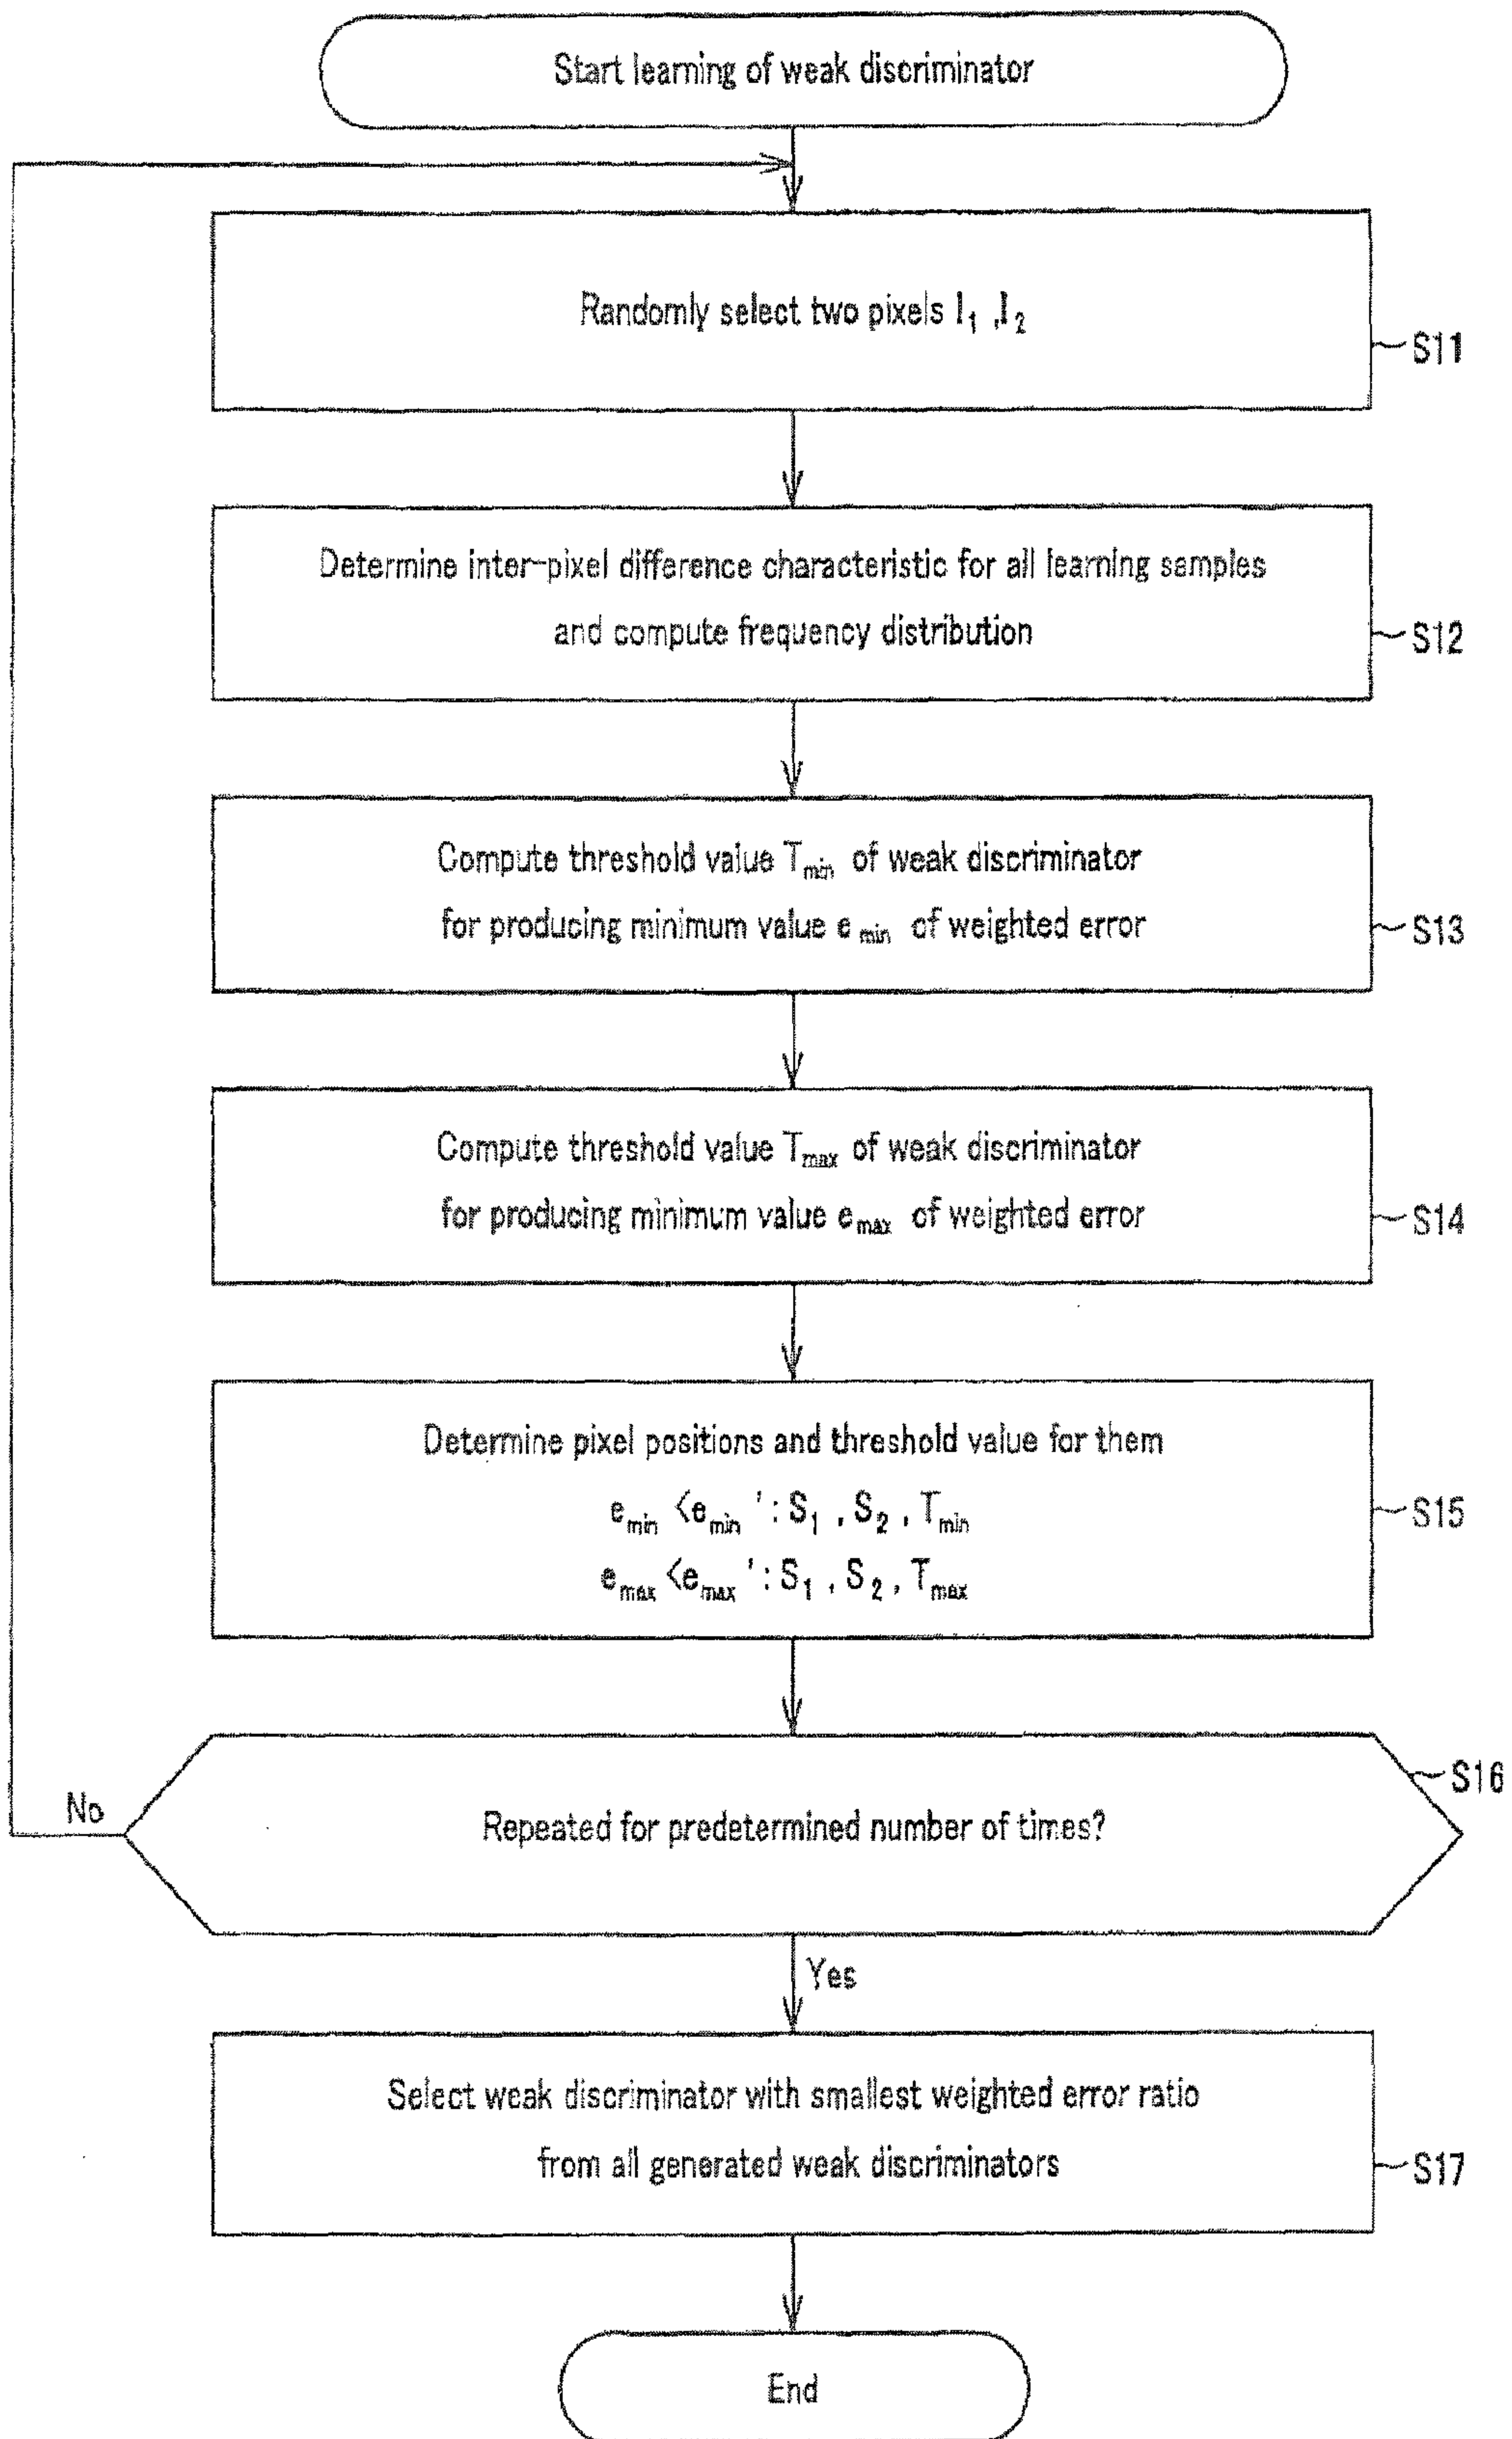 Start learning of weak discriminator
Randomly select two pixels I₁ ,I₂
S11
Determine inter-pixel difference characteristic for all learning samples
and compute frequency distribution
S12
Compute threshold value Tmin of weak discriminator
for producing minimum value emin of weighted error
S13
Compute threshold value Tmax of weak discriminator
for producing minimum value emax of weighted error
S14
Determine pixel positions and threshold value for them
emin <emin ' : S₁ , S₂ , Tmin
emax <emax ' : S₁ , S₂ , Tmax
S15
Repeated for predetermined number of times?
S16
No
Yes
Select weak discriminator with smallest weighted error ratio
from all generated weak discriminators
S17
End